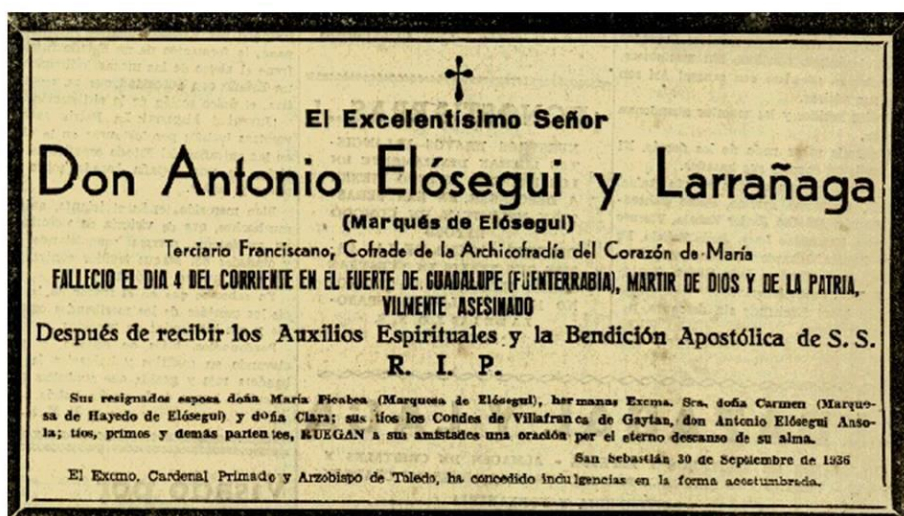 El Excelentísimo Señor
Don Antonio Elósegui y Larrañaga
(Marqués de Elósegui)
Terciario Franciscano, Cofrade de la Archicofradía del Corazón de María
FALLECIO EL DIA 4 DEL CORRIENTE EN EL FUERTE DE GUADALUPE (FUENTERRABIA), MARTIR DE DIOS Y DE LA PATRIA,
VILMENTE ASESINADO
Después de recibir los Auxilios Espirituales y la Bendición Apostólica de S. S.
R. I. P.
Sus resignados esposa doña María Picabea (Marquesa de Elósegui), hermanas Excma. Sra. doña Carmen (Marque-
sa de Hayedo de Elósegui) y doña Clara; sus tíos los Condes de Villafranca de Gaytan, don Antonio Elósegui Anso-
la; tíos, primos y demás parientes, RUEGAN a sus amistades una oración por el eterno descanso de su alma.
San Sebastián 30 de Septiembre de 1936
El Excmo. Cardenal Primado y Arzobispo de Toledo, ha concedido indulgencias en la forma acostumbrada.